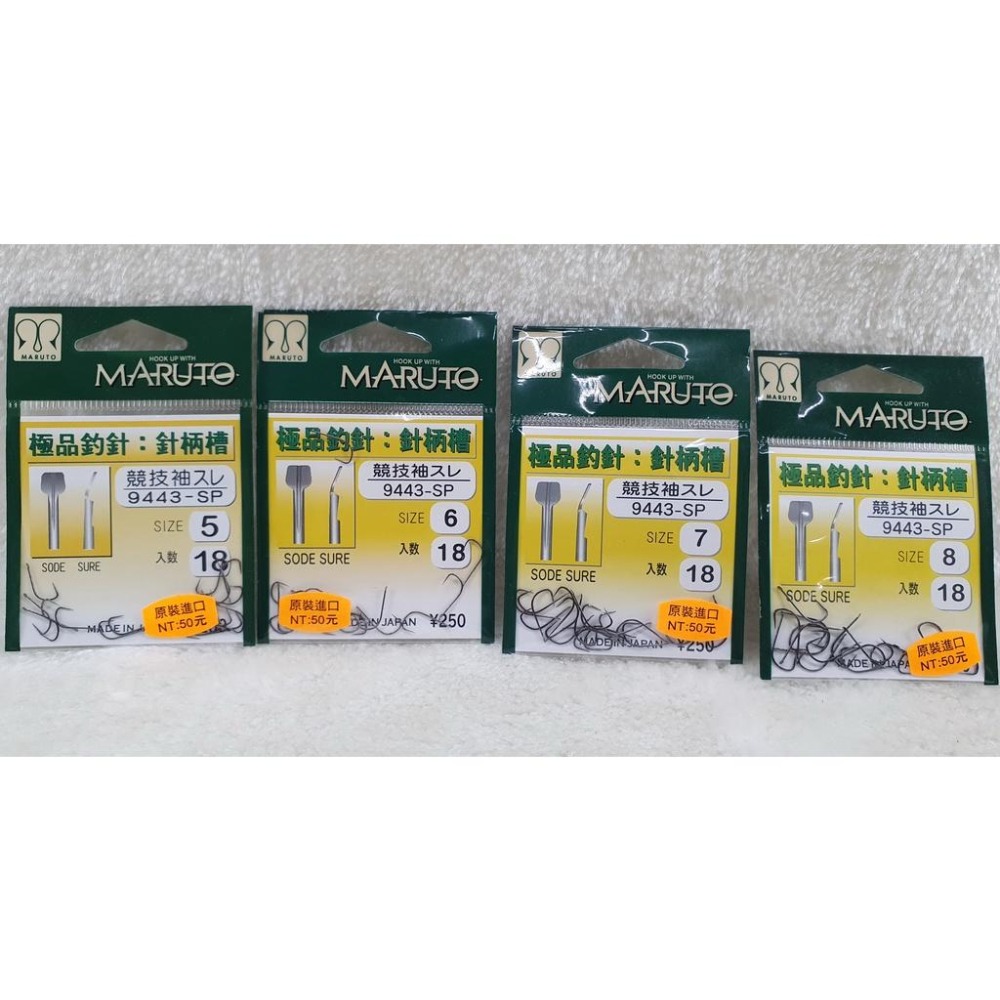 MARUTO
HOOK UP WITH
MARUTO
極品釣針：針柄槽
競技袖スレ
9443-SP
SIZE 5
入数 18
SODE SURE
MADE IN
原裝進口
NT:50元
MARUTO
HOOK UP WITH
MARUTO
極品釣針：針柄槽
競技袖スレ
9443-SP
SIZE 6
入数 18
SODE SURE
IN JAPAN ¥250
原裝進口
NT:50元
MARUTO
HOOK UP WITH
MARUTO
極品釣針：針柄槽
競技袖スレ
9443-SP
SIZE 7
入数 18
SODE SURE
MADE IN JAPAN ¥250
原裝進口
NT:50元
MARUTO
HOOK UP WITH
MARUTO
極品釣針：針柄槽
競技袖スレ
9443-SP
SIZE 8
入数 18
SODE SURE
MADE IN JAPA
原裝進口
NT:50元